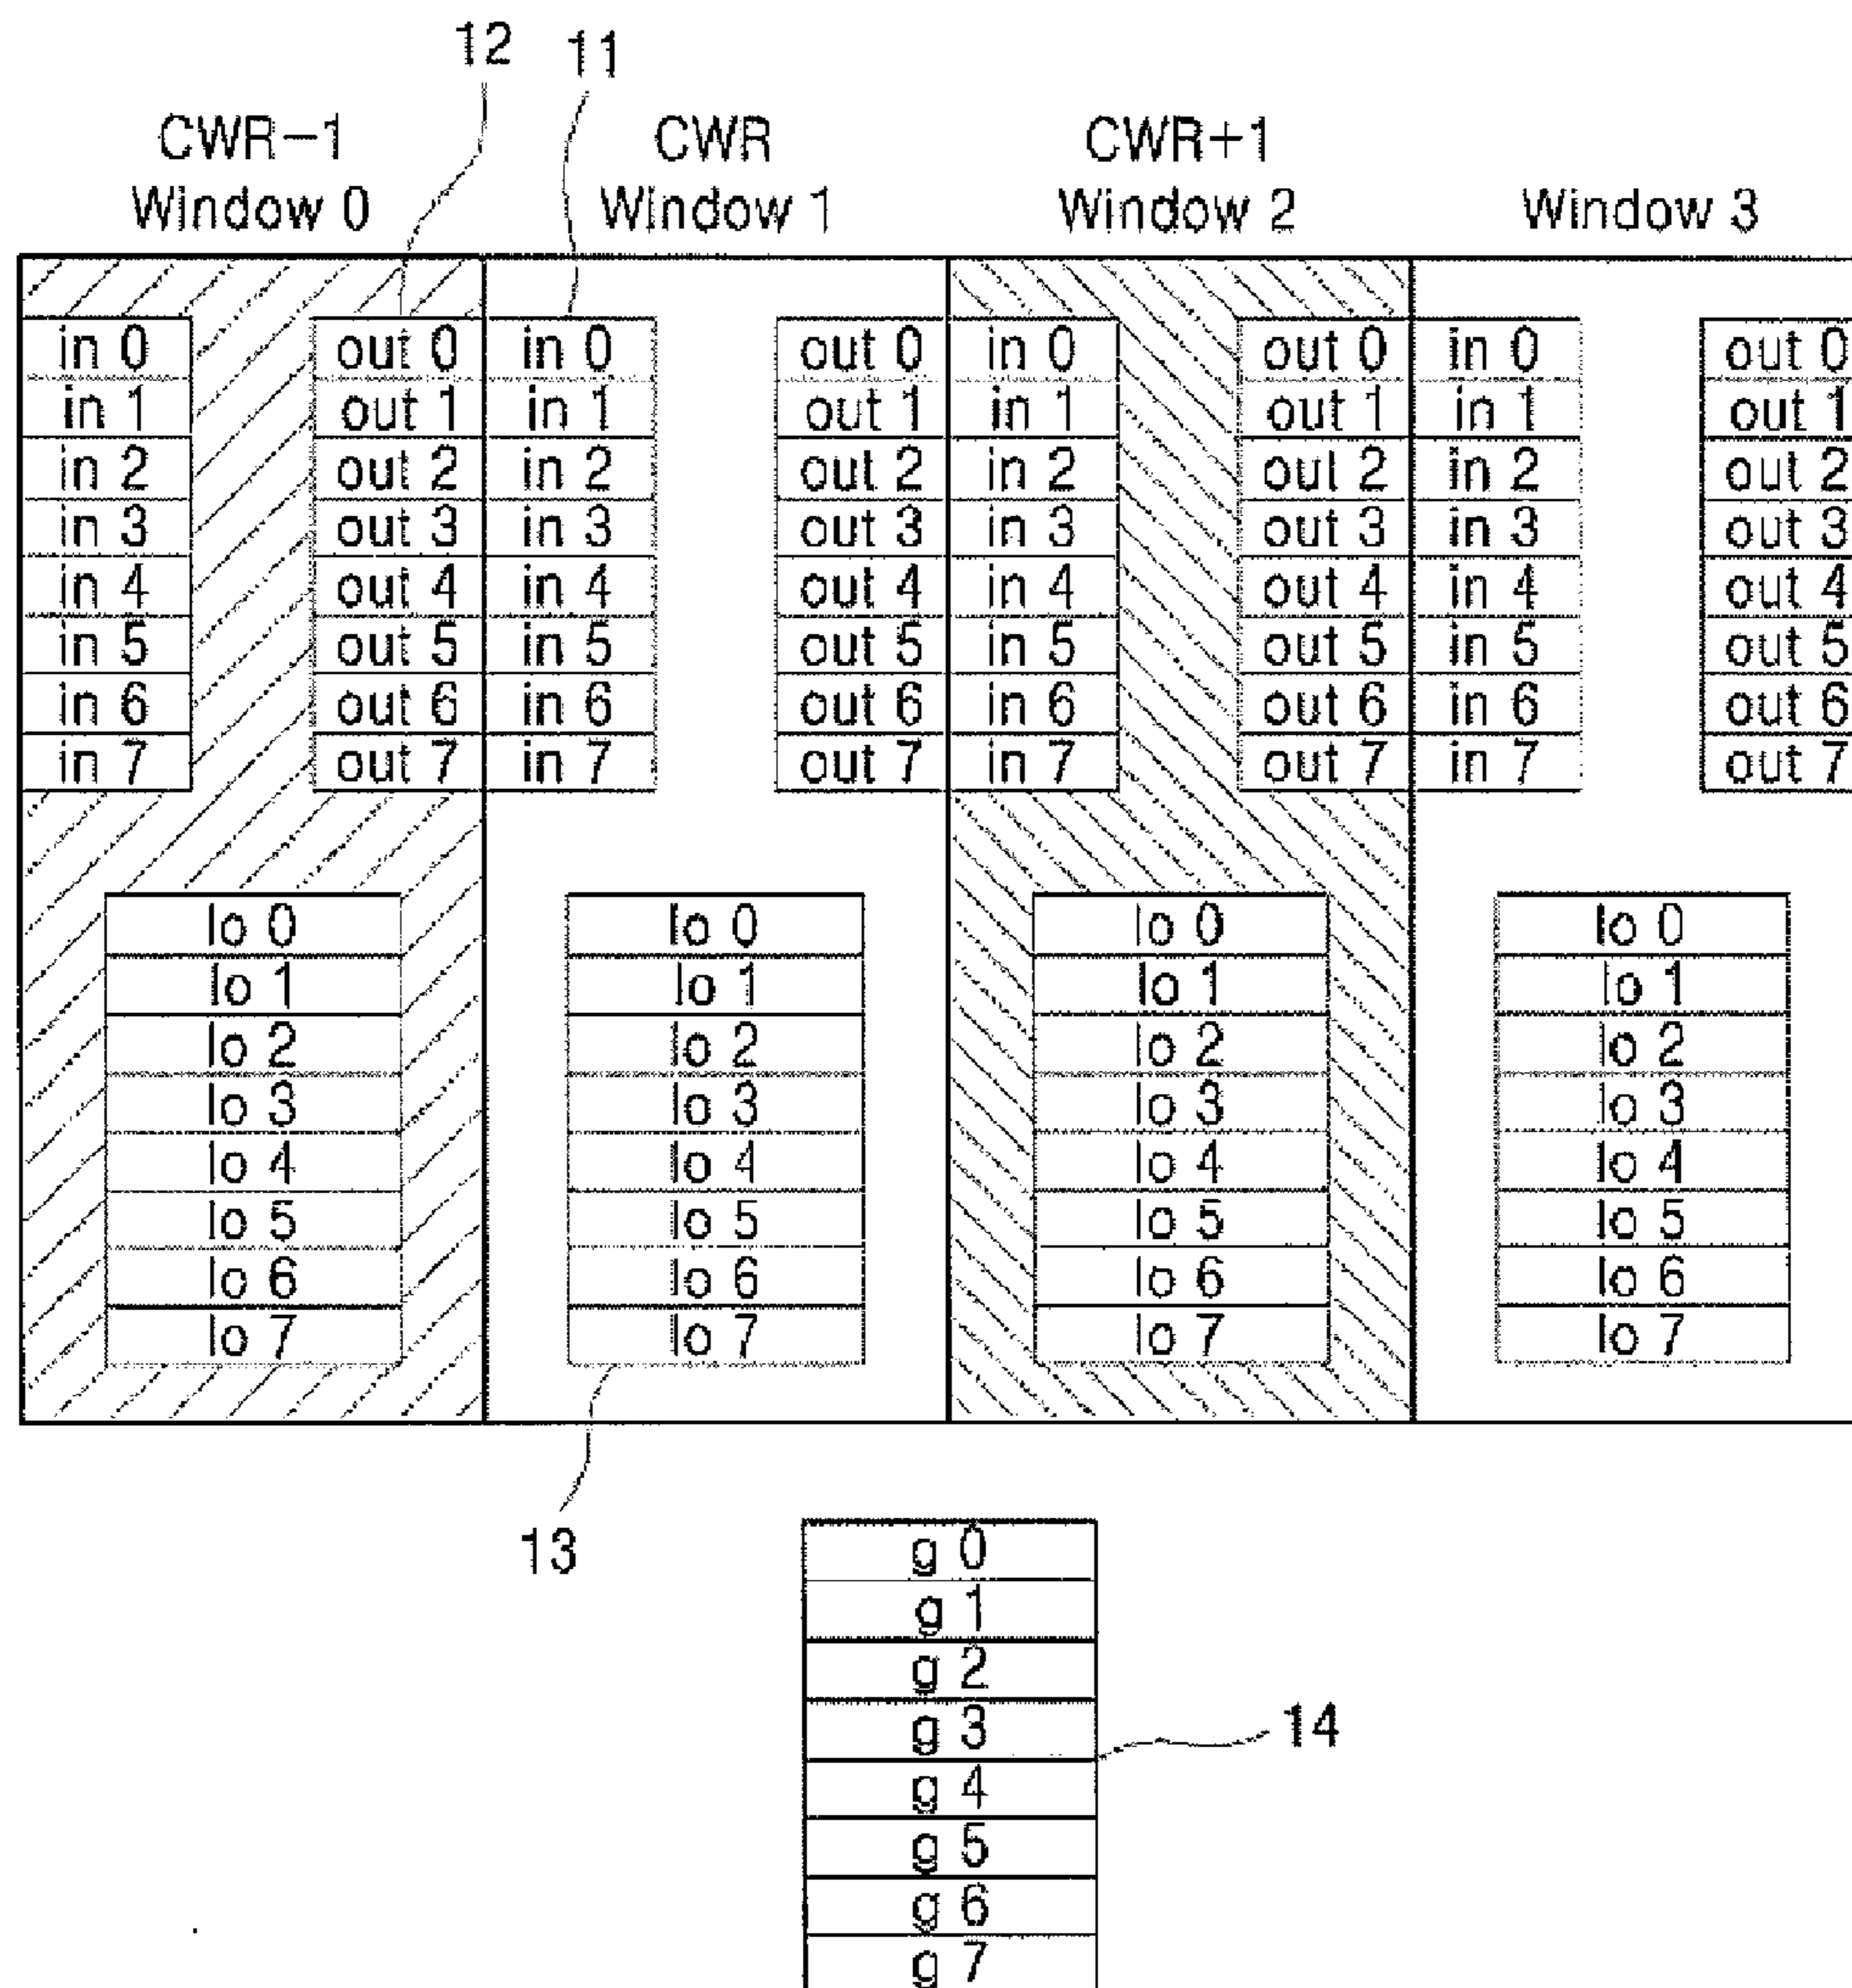 12 11
CWR−1 CWR CWR+1
Window 0 Window 1 Window 2 Window 3
in 0 out 0 in 0 out 0 in 0 out 0 in 0 out 0
in 1 out 1 in 1 out 1 in 1 out 1 in 1 out 1
in 2 out 2 in 2 out 2 in 2 out 2 in 2 out 2
in 3 out 3 in 3 out 3 in 3 out 3 in 3 out 3
in 4 out 4 in 4 out 4 in 4 out 4 in 4 out 4
in 5 out 5 in 5 out 5 in 5 out 5 in 5 out 5
in 6 out 6 in 6 out 6 in 6 out 6 in 6 out 6
in 7 out 7 in 7 out 7 in 7 out 7 in 7 out 7
lo 0 lo 0 lo 0 lo 0
lo 1 lo 1 lo 1 lo 1
lo 2 lo 2 lo 2 lo 2
lo 3 lo 3 lo 3 lo 3
lo 4 lo 4 lo 4 lo 4
lo 5 lo 5 lo 5 lo 5
lo 6 lo 6 lo 6 lo 6
lo 7 lo 7 lo 7 lo 7
13
g 0
g 1
g 2
g 3
14
g 4
g 5
g 6
g 7